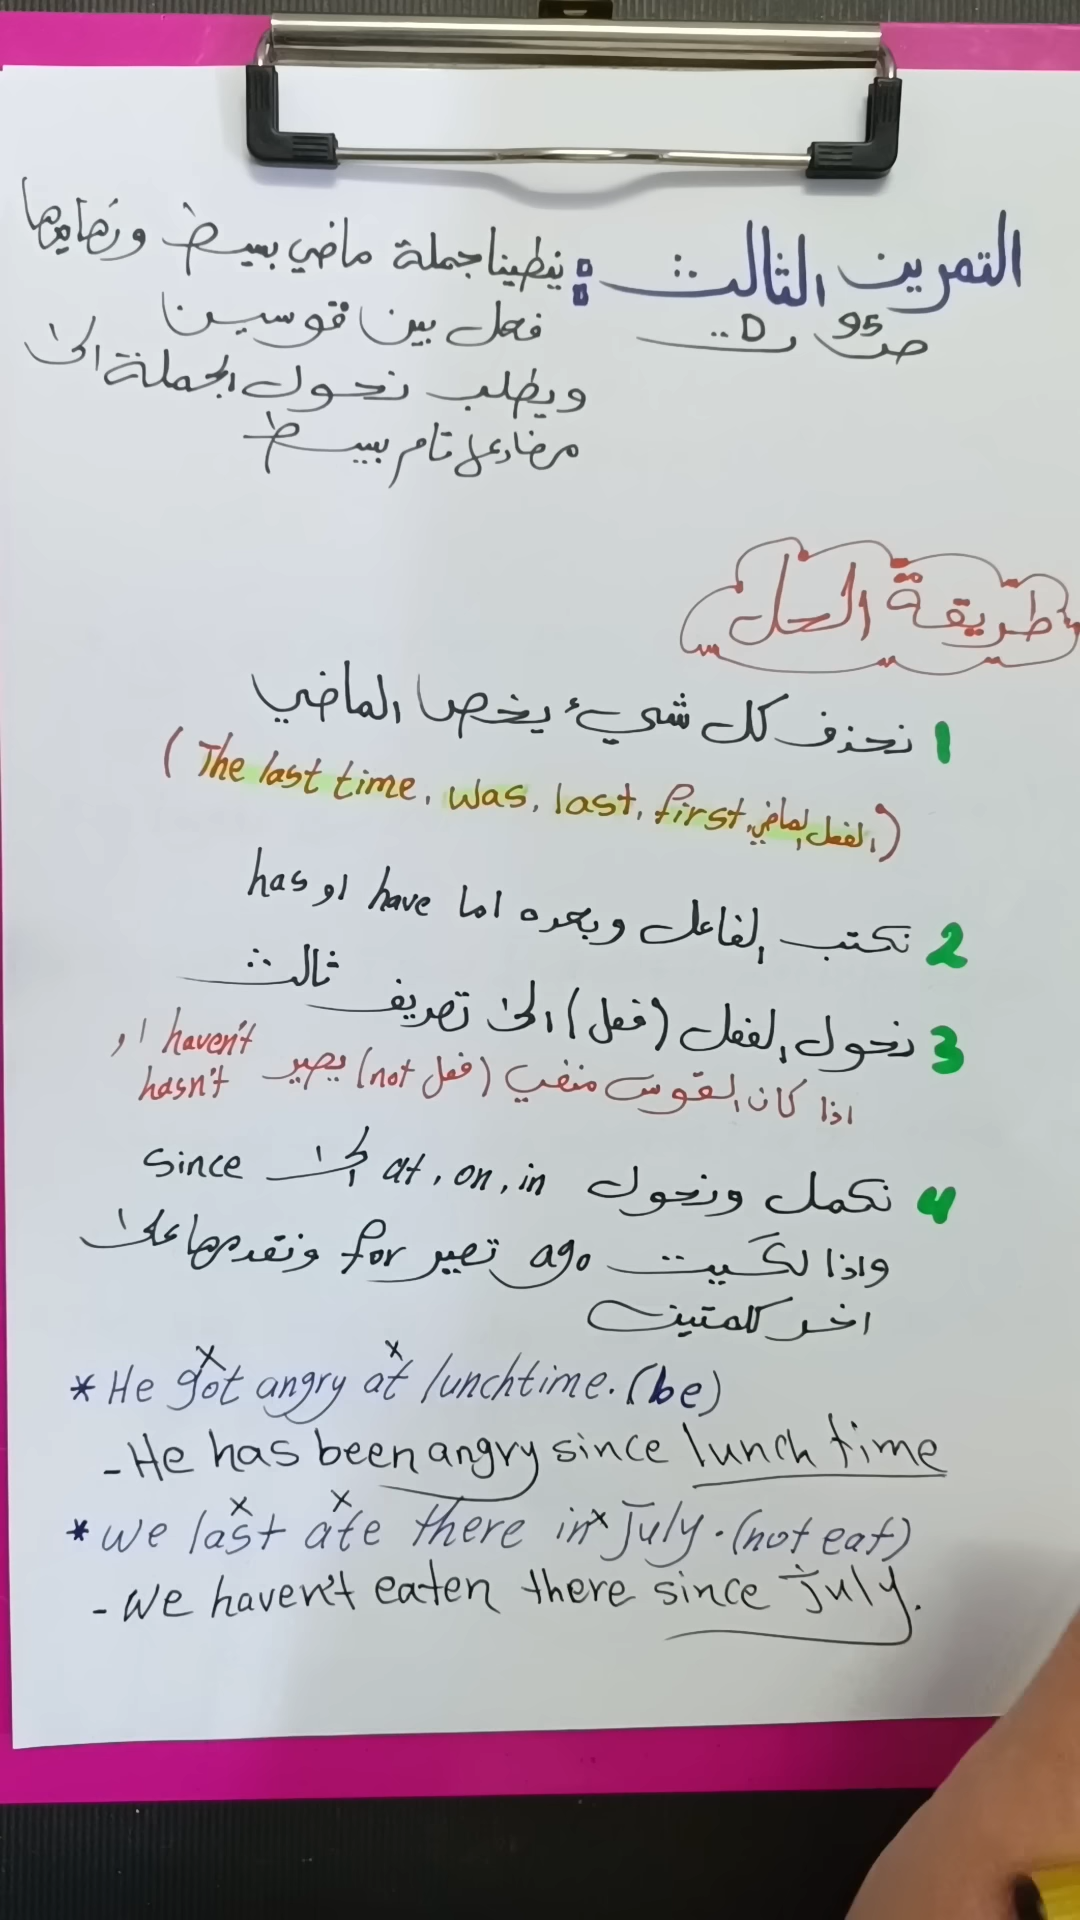 التمرين الثالث : ينطينا جملة ماضي بسيط ونهايتها
ص 95 ت D
فعل بين قوسين
ويطلب نحول الجملة الى
مضارع تام بسيط
طريقة الحل
1 نحذف كل شيء يخص الماضي
( The last time, was, last, first, الفعل الماضي )
2 نكتب الفاعل وبعده اما have او has
3 نحول الفعل (فعل) الى تصريف ثالث
اذا كان القوس منفي (فعل not) يصير haven't او
hasn't
4 نكمل ونحول at, on, in الى since
واذا لكيت ago تصير for ونقدمها على
اخر كلمتين
* He got angry at lunchtime. (be)
- He has been angry since lunch time
* we last ate there in July. (not eat)
- we haven't eaten there since July.